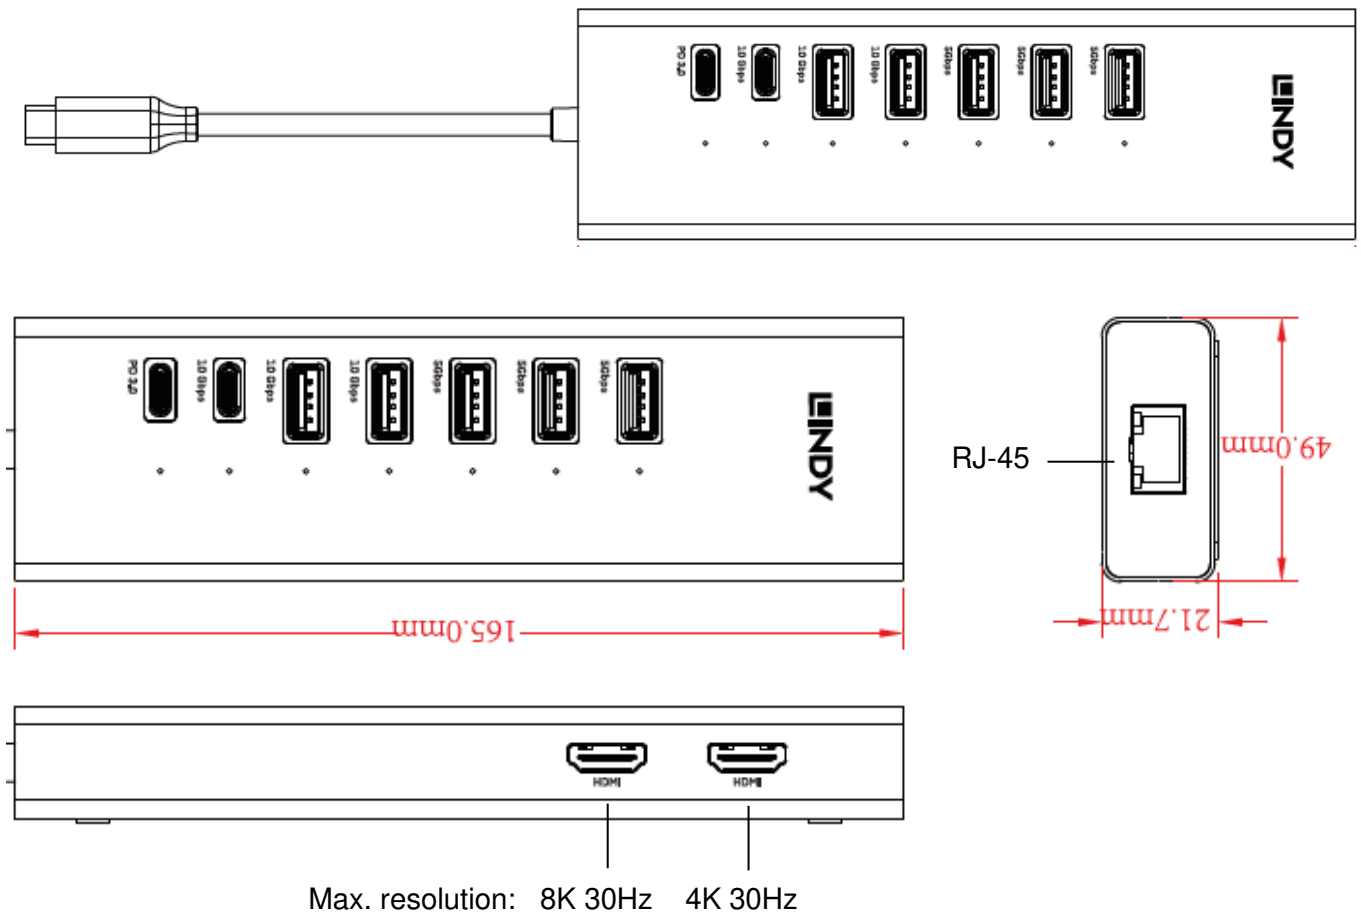 PD 3.0
10 Gbps
10 Gbps
10 Gbps
5Gbps
5Gbps
5Gbps
LINDY
PD 3.0
10 Gbps
10 Gbps
10 Gbps
5Gbps
5Gbps
5Gbps
LINDY
RJ-45
49.0mm
165.0mm
21.7mm
HDMI
HDMI
Max. resolution: 8K 30Hz 4K 30Hz